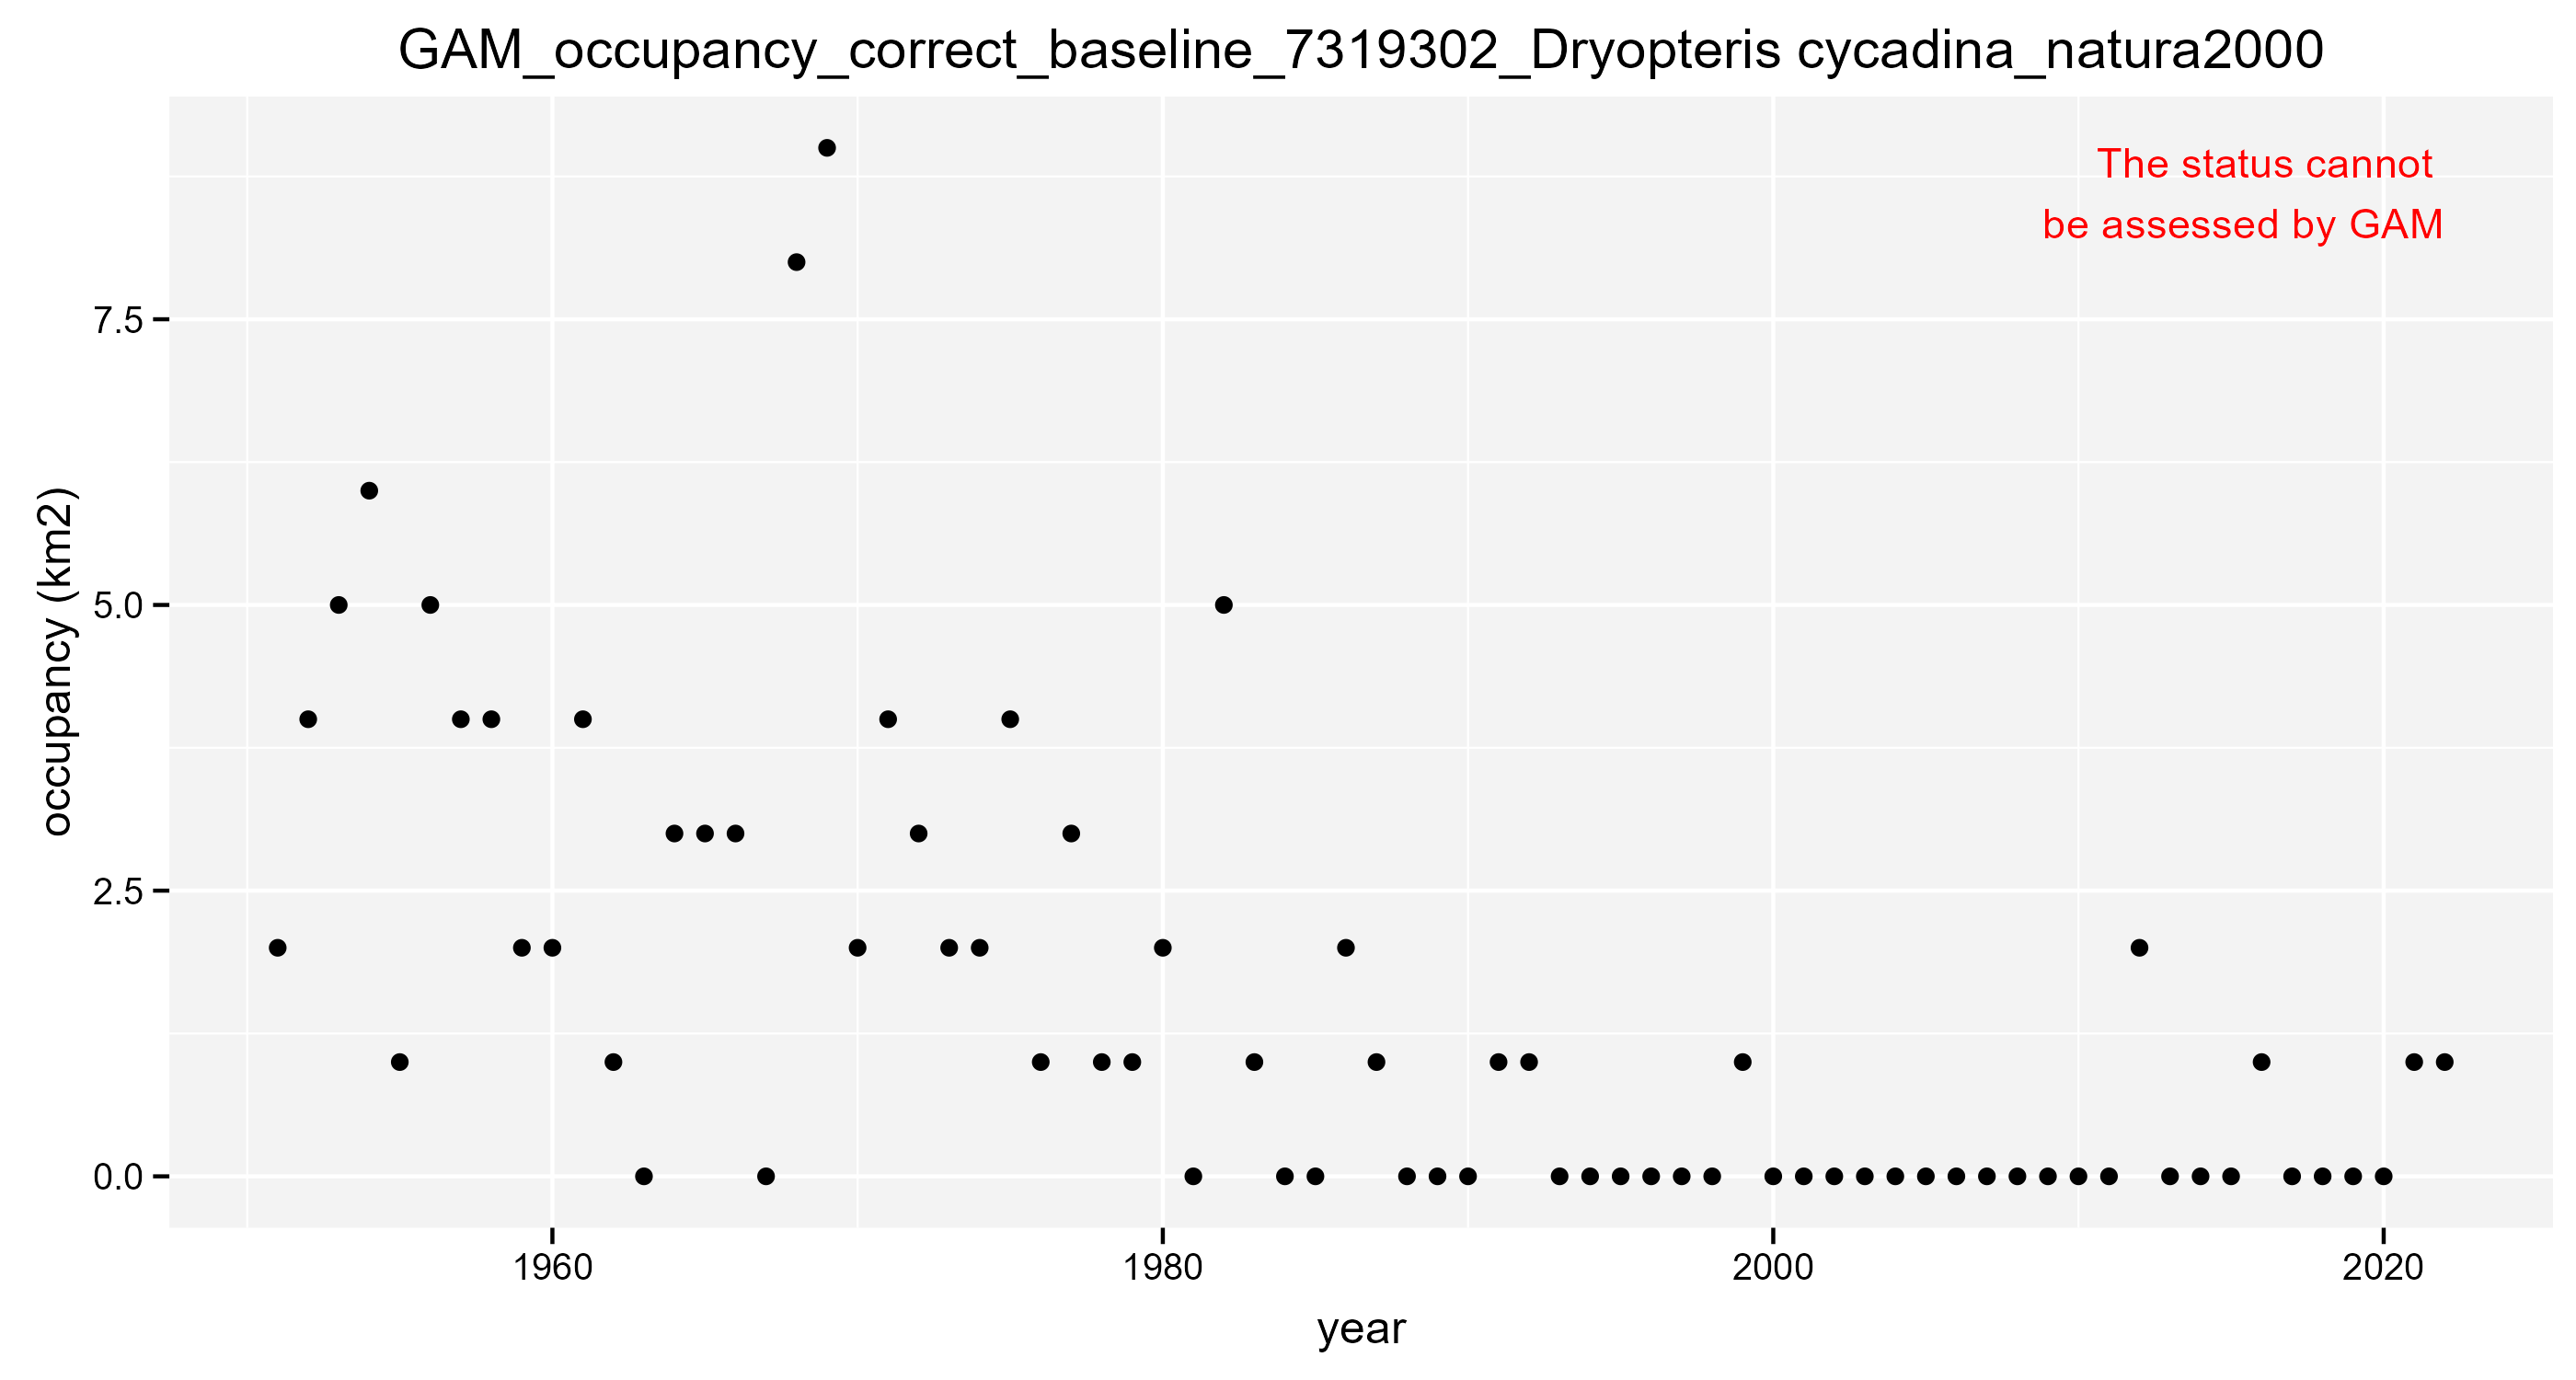 GAM_occupancy_correct_baseline_7319302_Dryopteris cycadina_natura2000
The status cannot
be assessed by GAM
7.5
5.0
2.5
0.0
occupancy (km2)
1960
1980
2000
2020
year